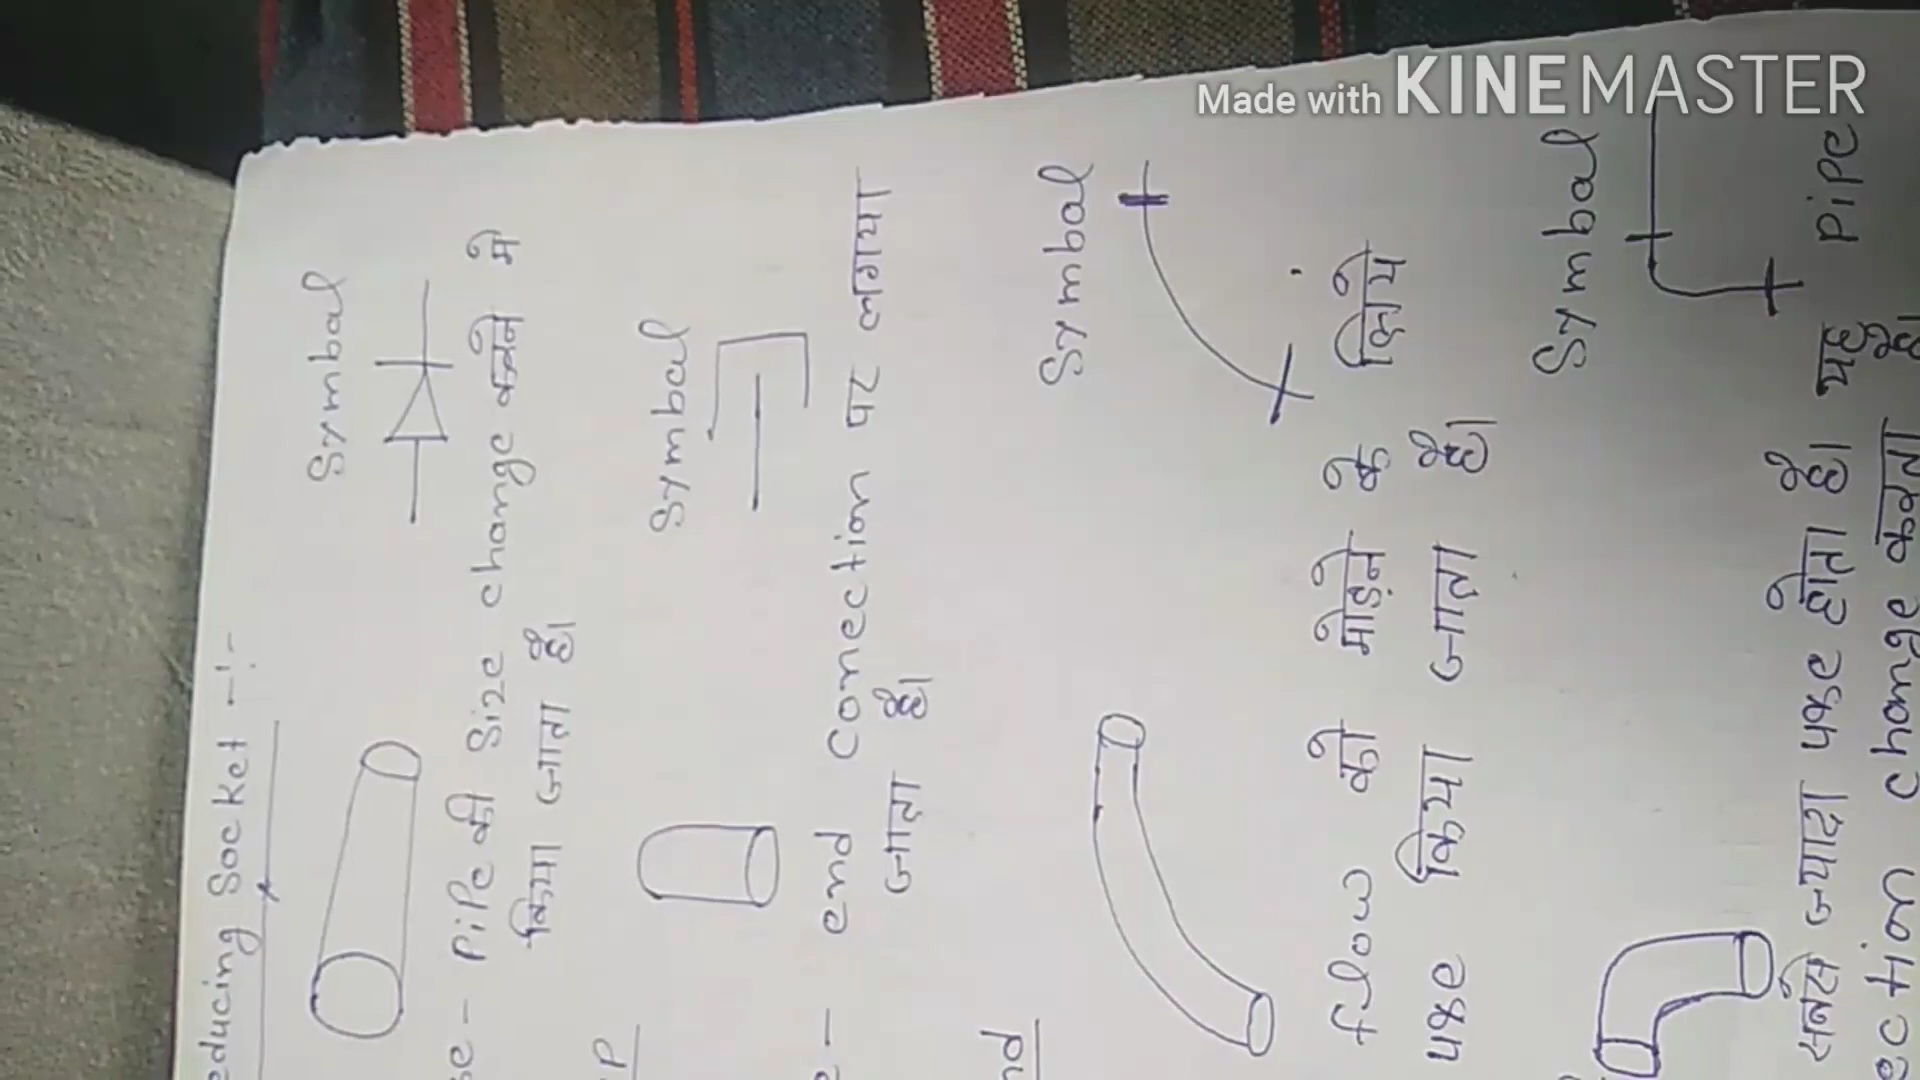 Made with KINEMASTER
educing Socket -!-
Symbal
se - Pipe की Size change करने मे
किया जाता है।
Symbal
P
e - end Conection पर लगाया
जाता है।
nd
Symbal
flow को मोड़ने के लिये
use किया जाता है।
Symbal
सबसे ज्यादा use होता है। यह Pipe
ection change करता है।